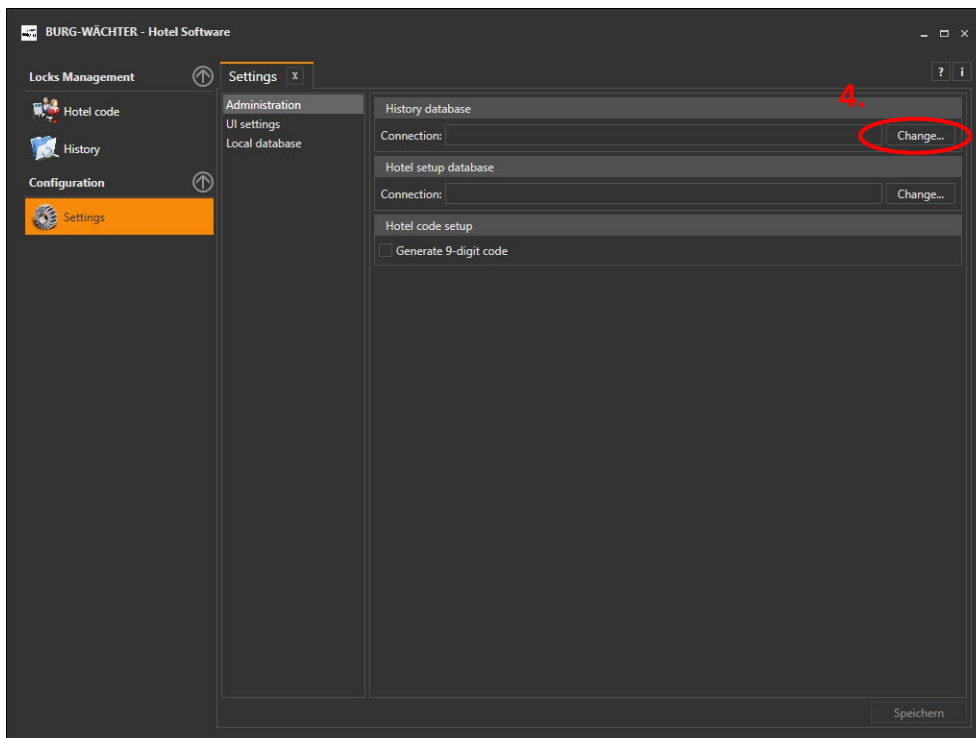 BURG-WÄCHTER - Hotel Software
Locks Management
Hotel code
History
Configuration
Settings
Settings x
? i
Administration
UI settings
Local database
4.
History database
Connection:
Change...
Hotel setup database
Connection:
Change...
Hotel code setup
Generate 9-digit code
Speichern